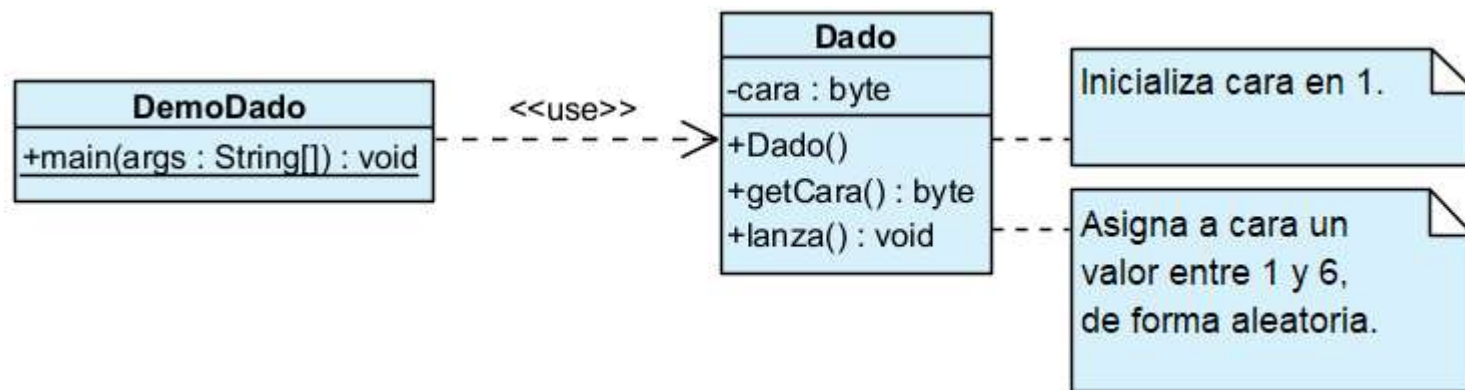 DemoDado
+main(args : String[]) : void
<<use>>
Dado
-cara : byte
+Dado()
+getCara() : byte
+lanza() : void
Inicializa cara en 1.
Asigna a cara un
valor entre 1 y 6,
de forma aleatoria.